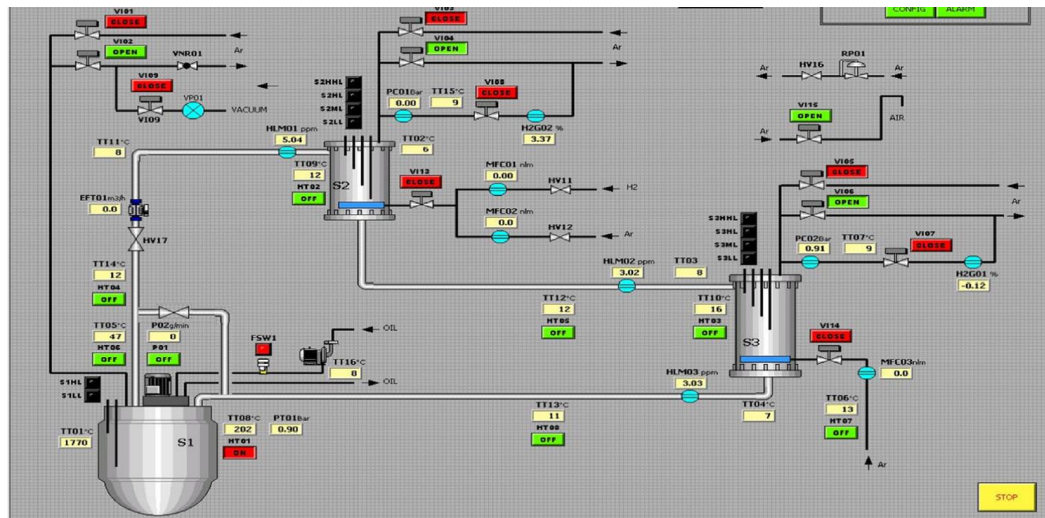 VI01
CLOSE
VI02
OPEN
VNR01
Ar
VI09
CLOSE
VP01
VI09
VACUUM
VI03
CLOSE
VI04
OPEN
Ar
S2HHL
S2HL
S2ML
S2LL
PC01Bar
0.00
TT15°C
9
VI08
CLOSE
H2G02 %
3.37
CONFIG
ALARM
Ar
HV16
RP01
Ar
VI15
OPEN
Ar
AIR
TT11°C
8
HLM01 ppm
5.04
TT02°C
6
TT09°C
12
HT02
OFF
S2
VI13
CLOSE
MFC01 nlm
0.00
HV11
H2
MFC02 nlm
0.0
HV12
Ar
EFT01m3/h
0.0
HV17
VI05
CLOSE
VI06
OPEN
Ar
S3HHL
S3HL
S3ML
S3LL
PC02Bar
0.91
TT07°C
9
VI07
CLOSE
H2G01 %
-0.12
TT14°C
12
HT04
OFF
HLM02 ppm
3.02
TT03
8
TT12°C
12
HT05
OFF
TT10°C
16
HT03
OFF
S3
TT05°C
47
HT06
OFF
P02g/min
0
P01
OFF
FSW1
OIL
TT16°C
8
OIL
VI14
CLOSE
MFC03nlm
0.0
HLM03 ppm
3.03
S1HL
S1LL
TT01°C
1770
S1
TT08°C
202
HT01
ON
PT01Bar
0.90
TT13°C
11
HT08
OFF
TT04°C
7
TT06°C
13
HT07
OFF
Ar
STOP